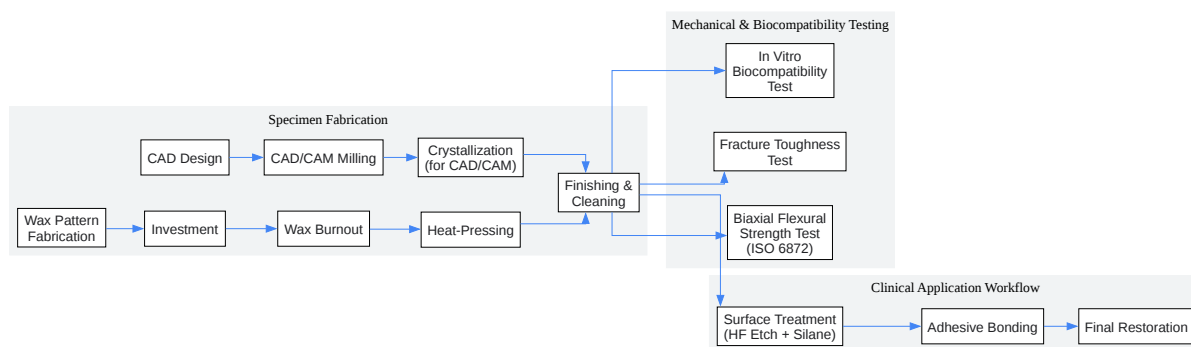 Mechanical & Biocompatibility Testing
In Vitro
Biocompatibility
Test
Fracture Toughness
Test
Biaxial Flexural
Strength Test
(ISO 6872)
Specimen Fabrication
CAD Design
CAD/CAM Milling
Crystallization
(for CAD/CAM)
Finishing &
Cleaning
Wax Pattern
Fabrication
Investment
Wax Burnout
Heat-Pressing
Clinical Application Workflow
Surface Treatment
(HF Etch + Silane)
Adhesive Bonding
Final Restoration